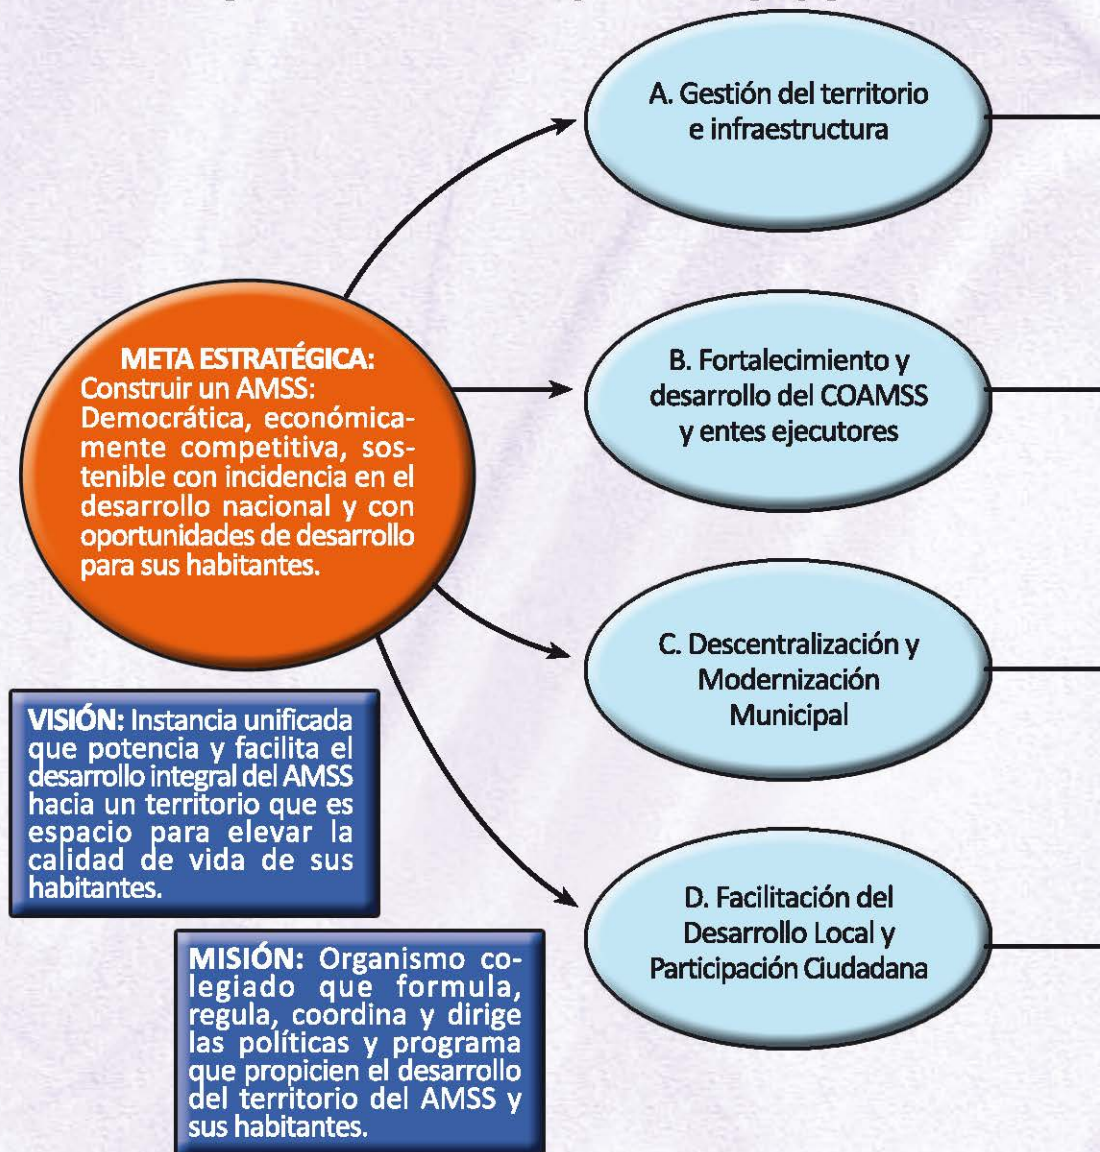 A. Gestión del territorio
e infraestructura
META ESTRATÉGICA:
Construir un AMSS:
Democrática, económica-
mente competitiva, sos-
tenible con incidencia en el
desarrollo nacional y con
oportunidades de desarrollo
para sus habitantes.
B. Fortalecimiento y
desarrollo del COAMSS
y entes ejecutores
C. Descentralización y
Modernización
Municipal
VISIÓN: Instancia unificada
que potencia y facilita el
desarrollo integral del AMSS
hacia un territorio que es
espacio para elevar la
calidad de vida de sus
habitantes.
D. Facilitación del
Desarrollo Local y
Participación Ciudadana
MISIÓN: Organismo co-
legiado que formula,
regula, coordina y dirige
las políticas y programa
que propicien el desarrollo
del territorio del AMSS y
sus habitantes.